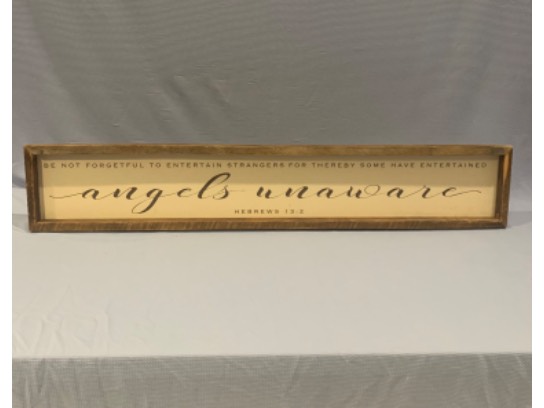 BE NOT FORGETFUL TO ENTERTAIN STRANGERS FOR THEREBY SOME HAVE ENTERTAINED
angels unaware
HEBREWS 13:2